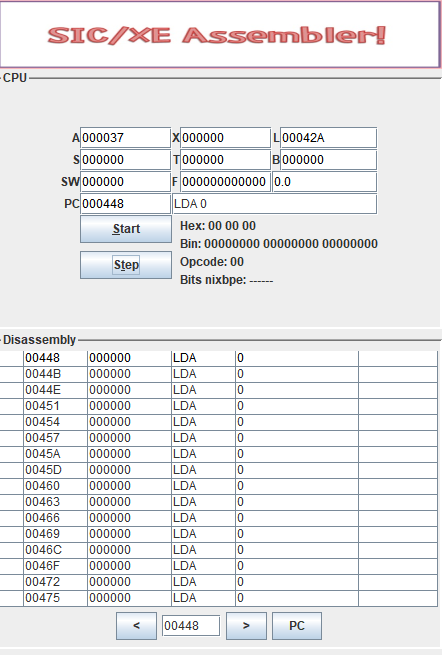 SIC/XE Assembler!
CPU
A 000037 X 000000 L 00042A
S 000000 T 000000 B 000000
SW 000000 F 000000000000 0.0
PC 000448 LDA 0
Start Hex: 00 00 00
Bin: 00000000 00000000 00000000
Step Opcode: 00
Bits nixbpe: ------
Disassembly
00448 000000 LDA 0
0044B 000000 LDA 0
0044E 000000 LDA 0
00451 000000 LDA 0
00454 000000 LDA 0
00457 000000 LDA 0
0045A 000000 LDA 0
0045D 000000 LDA 0
00460 000000 LDA 0
00463 000000 LDA 0
00466 000000 LDA 0
00469 000000 LDA 0
0046C 000000 LDA 0
0046F 000000 LDA 0
00472 000000 LDA 0
00475 000000 LDA 0
< 00448 > PC